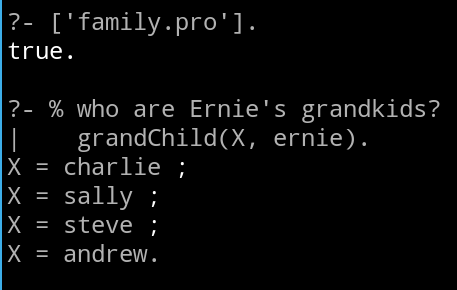 ?- ['family.pro'].
true.

?- % who are Ernie's grandkids?
|    grandChild(X, ernie).
X = charlie ;
X = sally ;
X = steve ;
X = andrew.